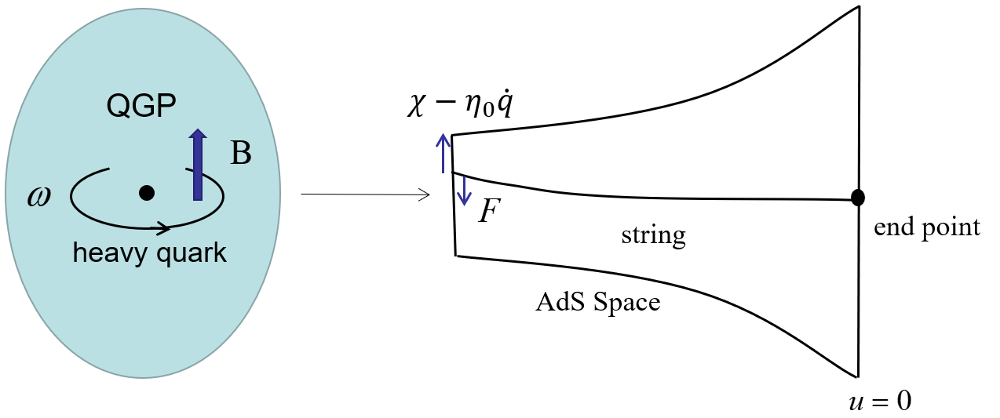 QGP
B
ω
heavy quark
χ − η₀q̇
F
string
end point
AdS Space
u = 0